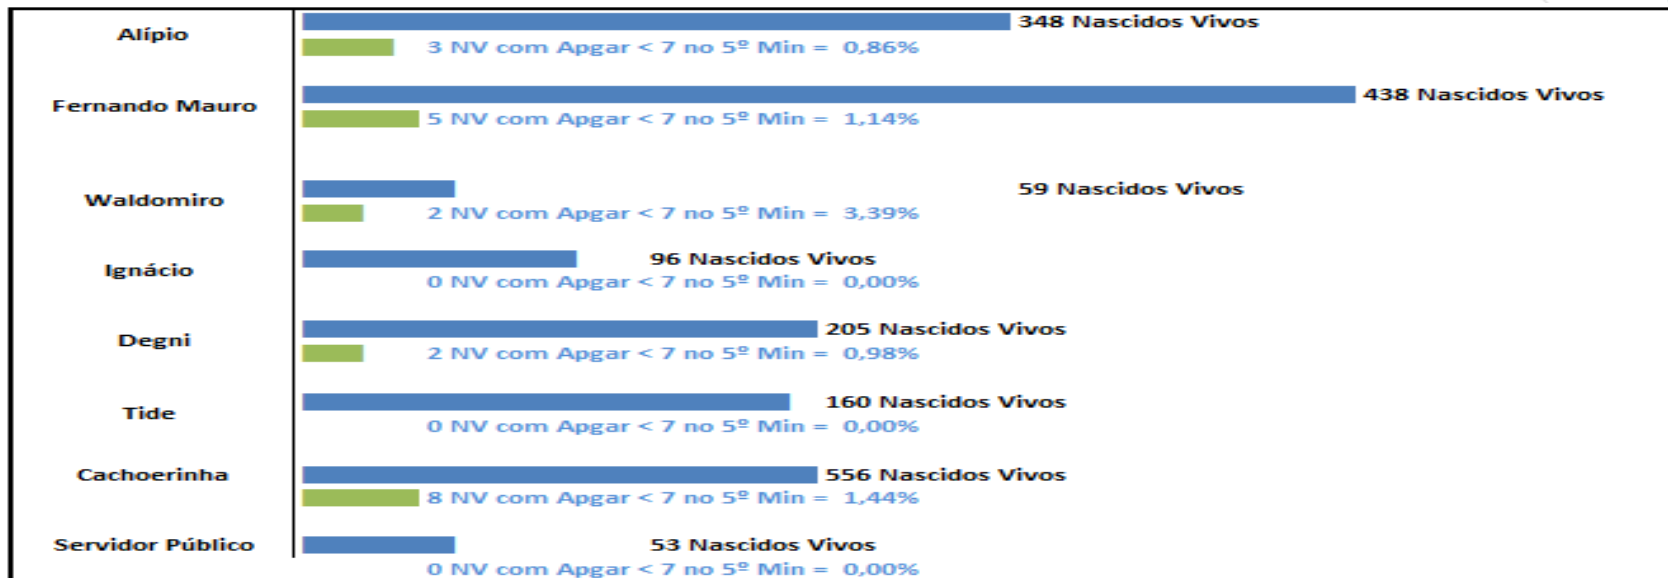 Alípio
348 Nascidos Vivos
3 NV com Apgar < 7 no 5º Min = 0,86%
Fernando Mauro
438 Nascidos Vivos
5 NV com Apgar < 7 no 5º Min = 1,14%
Waldomiro
59 Nascidos Vivos
2 NV com Apgar < 7 no 5º Min = 3,39%
Ignácio
96 Nascidos Vivos
0 NV com Apgar < 7 no 5º Min = 0,00%
Degni
205 Nascidos Vivos
2 NV com Apgar < 7 no 5º Min = 0,98%
Tide
160 Nascidos Vivos
0 NV com Apgar < 7 no 5º Min = 0,00%
Cachoerinha
556 Nascidos Vivos
8 NV com Apgar < 7 no 5º Min = 1,44%
Servidor Público
53 Nascidos Vivos
0 NV com Apgar < 7 no 5º Min = 0,00%